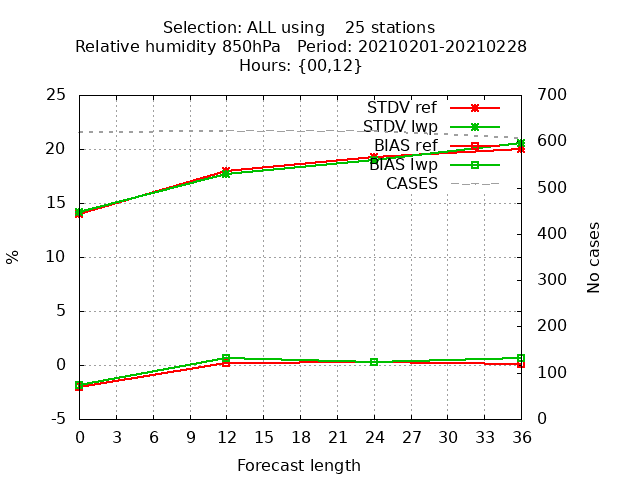 Selection: ALL using    25 stations
Relative humidity 850hPa   Period: 20210201-20210228
Hours: {00,12}
25
20
15
10
5
0
-5
%
700
600
500
400
300
200
100
0
No cases
STDV ref
STDV lwp
BIAS ref
BIAS lwp
CASES
0 3 6 9 12 15 18 21 24 27 30 33 36
Forecast length